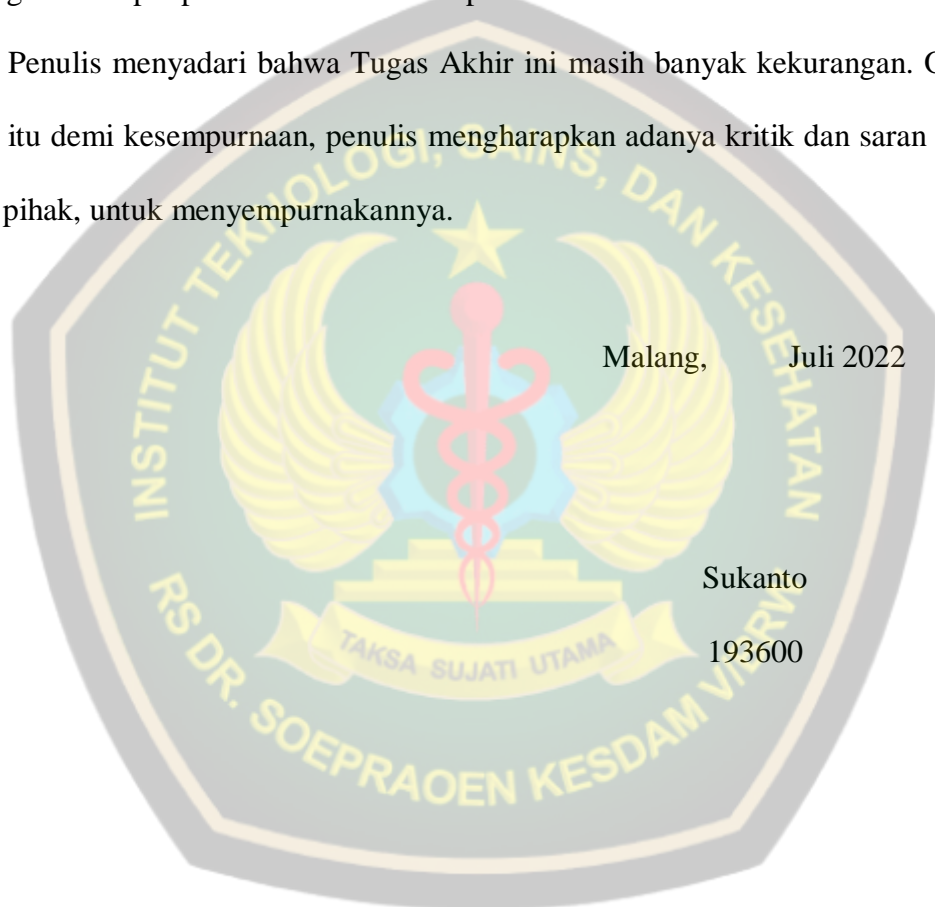 Penulis menyadari bahwa Tugas Akhir ini masih banyak kekurangan.
itu demi kesempurnaan, penulis mengharapkan adanya kritik dan saran
pihak, untuk menyempurnakannya.
Malang, Juli 2022
Sukanto
193600
INSTITUT TEKNOLOGI, SAINS, DAN KESEHATAN
TAKSA SUJATI UTAMA
RS DR. SOEPRAOEN KESDAM V/BRW